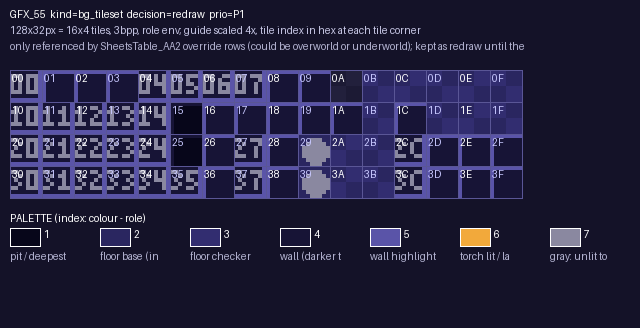 GFX_55 kind=bg_tileset decision=redraw prio=P1
128x32px = 16x4 tiles, 3bpp, role env; guide scaled 4x, tile index in hex at each tile corner
only referenced by SheetsTable_AA2 override rows (could be overworld or underworld); kept as redraw until the
00 01 02 03 04 05 06 07 08 09 0A 0B 0C 0D 0E 0F
10 11 12 13 14 15 16 17 18 19 1A 1B 1C 1D 1E 1F
20 21 22 23 24 25 26 27 28 29 2A 2B 2C 2D 2E 2F
30 31 32 33 34 35 36 37 38 39 3A 3B 3C 3D 3E 3F
PALETTE (index: colour - role)
1 2 3 4 5 6 7
pit / deepest floor base (in floor checker wall (darker t wall highlight torch lit / la gray: unlit to